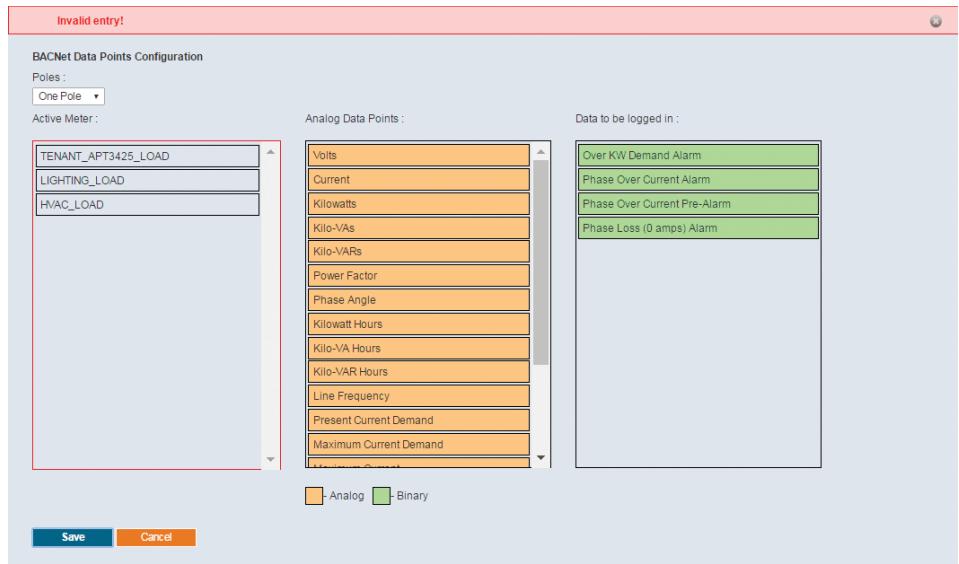 Invalid entry!
BACNet Data Points Configuration
Poles :
One Pole
Active Meter :
Analog Data Points :
Data to be logged in :
TENANT_APT3425_LOAD
LIGHTING_LOAD
HVAC_LOAD
Volts
Current
Kilowatts
Kilo-VAs
Kilo-VARs
Power Factor
Phase Angle
Kilowatt Hours
Kilo-VA Hours
Kilo-VAR Hours
Line Frequency
Present Current Demand
Maximum Current Demand
Maximum Current
Over KW Demand Alarm
Phase Over Current Alarm
Phase Over Current Pre-Alarm
Phase Loss (0 amps) Alarm
- Analog
- Binary
Save
Cancel